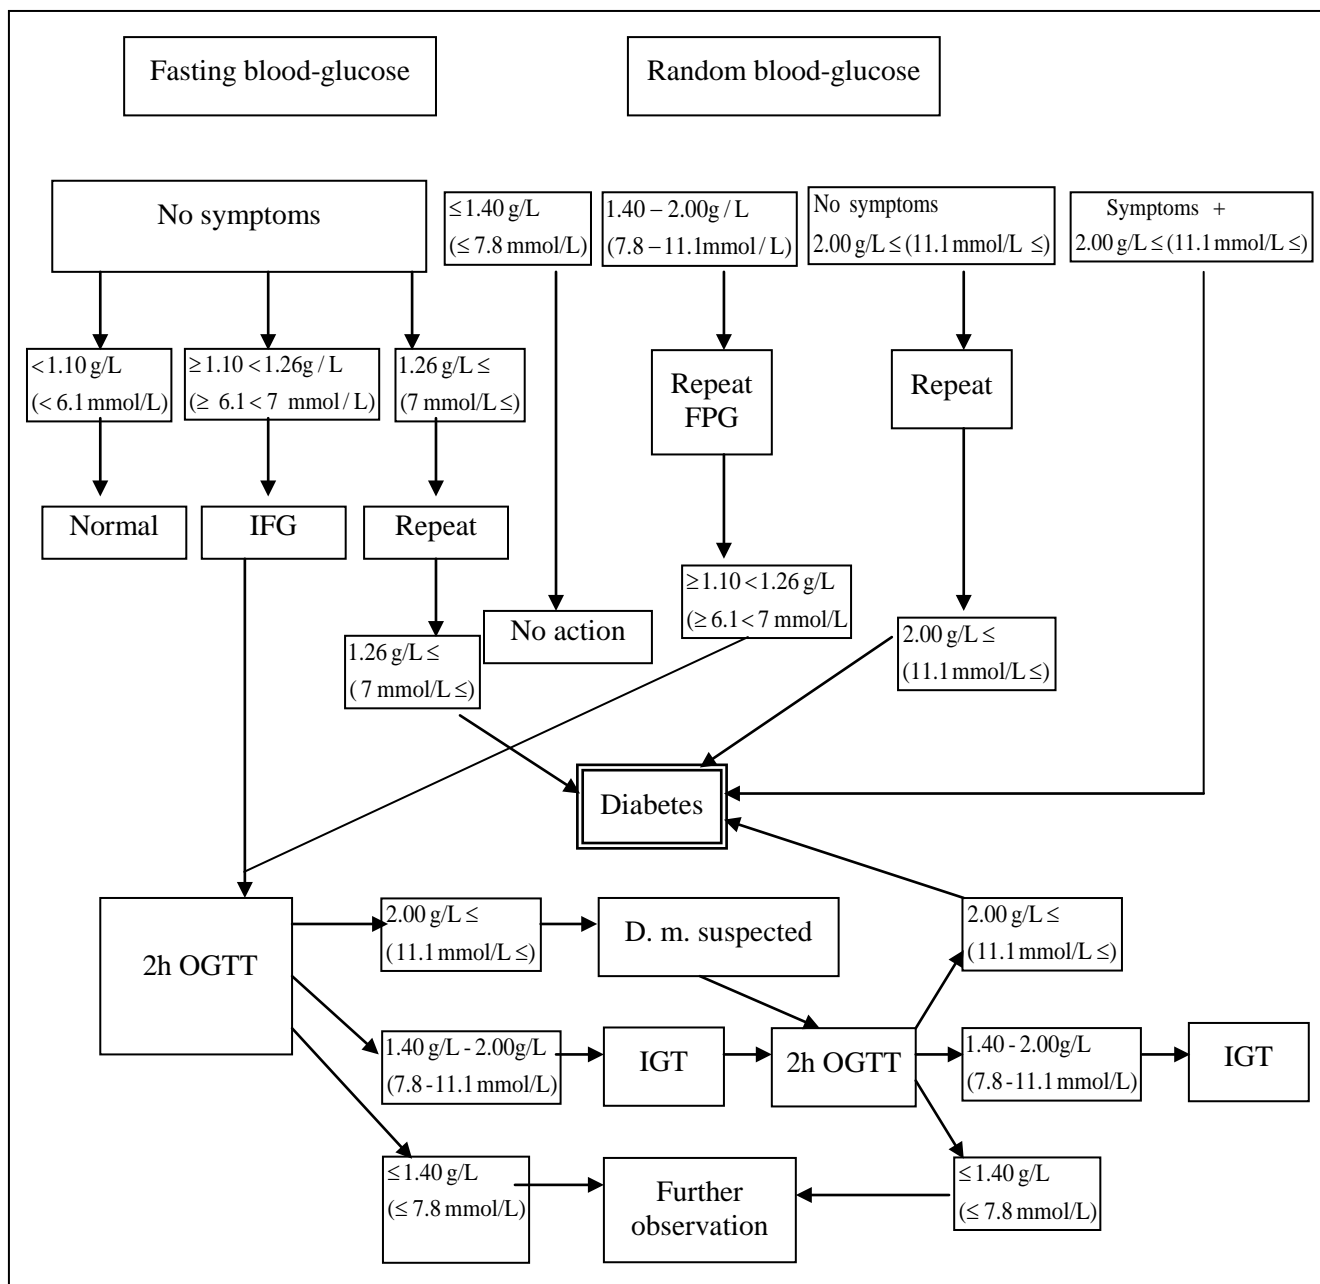 Fasting blood-glucose
Random blood-glucose
No symptoms
≤ 1.40 g/L
(≤ 7.8 mmol/L)
1.40 – 2.00g / L
(7.8 – 11.1mmol / L)
No symptoms
2.00 g/L ≤ (11.1 mmol/L ≤)
Symptoms +
2.00 g/L ≤ (11.1 mmol/L ≤)
<1.10 g/L
(< 6.1 mmol/L)
≥1.10 <1.26g / L
(≥ 6.1< 7 mmol / L)
1.26 g/L ≤
(7 mmol/L ≤)
Repeat
FPG
Repeat
Normal
IFG
Repeat
≥1.10 <1.26 g/L
(≥ 6.1< 7 mmol/L
No action
1.26 g/L ≤
( 7 mmol/L ≤)
2.00 g/L ≤
(11.1 mmol/L ≤)
Diabetes
2h OGTT
2.00 g/L ≤
(11.1 mmol/L ≤)
D. m. suspected
2.00 g/L ≤
(11.1 mmol/L ≤)
1.40 g/L - 2.00g/L
(7.8 -11.1 mmol/L)
IGT
2h OGTT
1.40 - 2.00g/L
(7.8 -11.1 mmol/L)
IGT
≤ 1.40 g/L
(≤ 7.8 mmol/L)
Further
observation
≤ 1.40 g/L
(≤ 7.8 mmol/L)